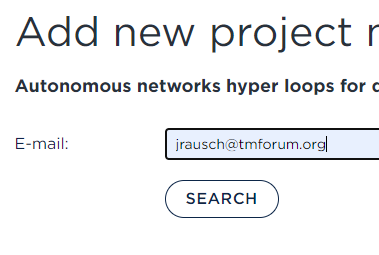 Add new project
Autonomous networks hyper loops for
E-mail:
jrausch@tmforum.org
SEARCH